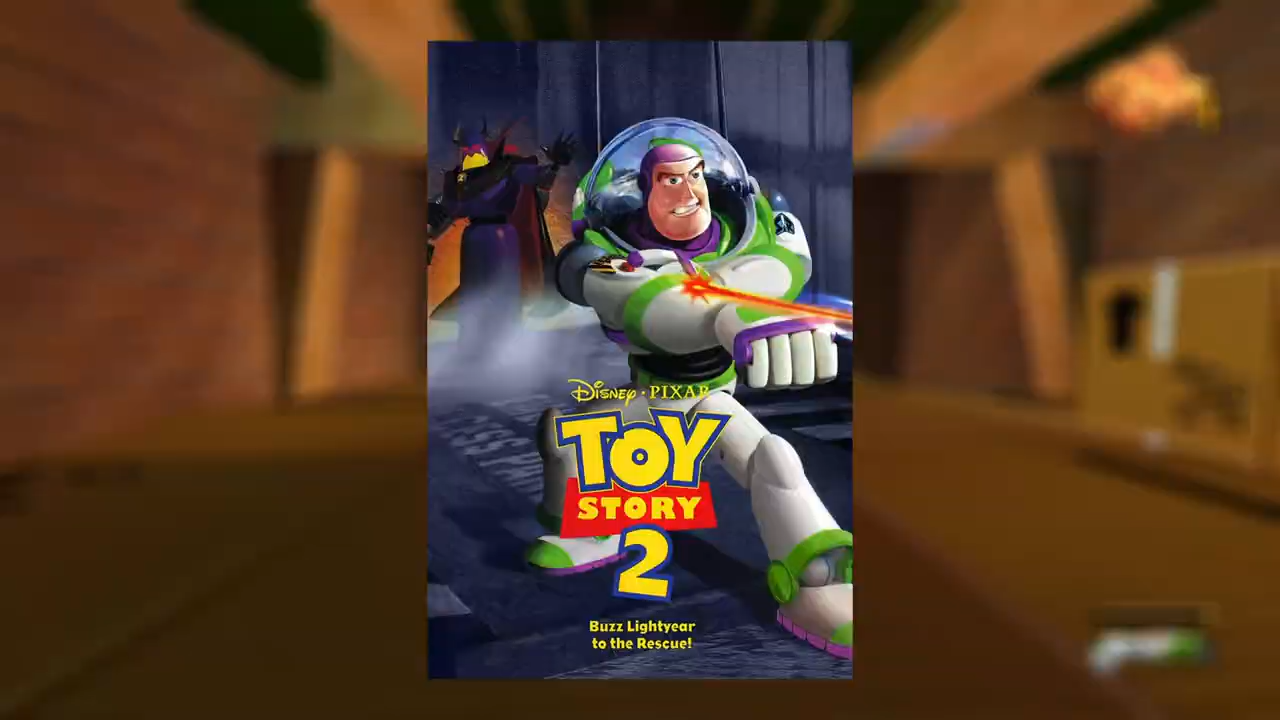 Disney · PIXAR
TOY
STORY
2
Buzz Lightyear
to the Rescue!